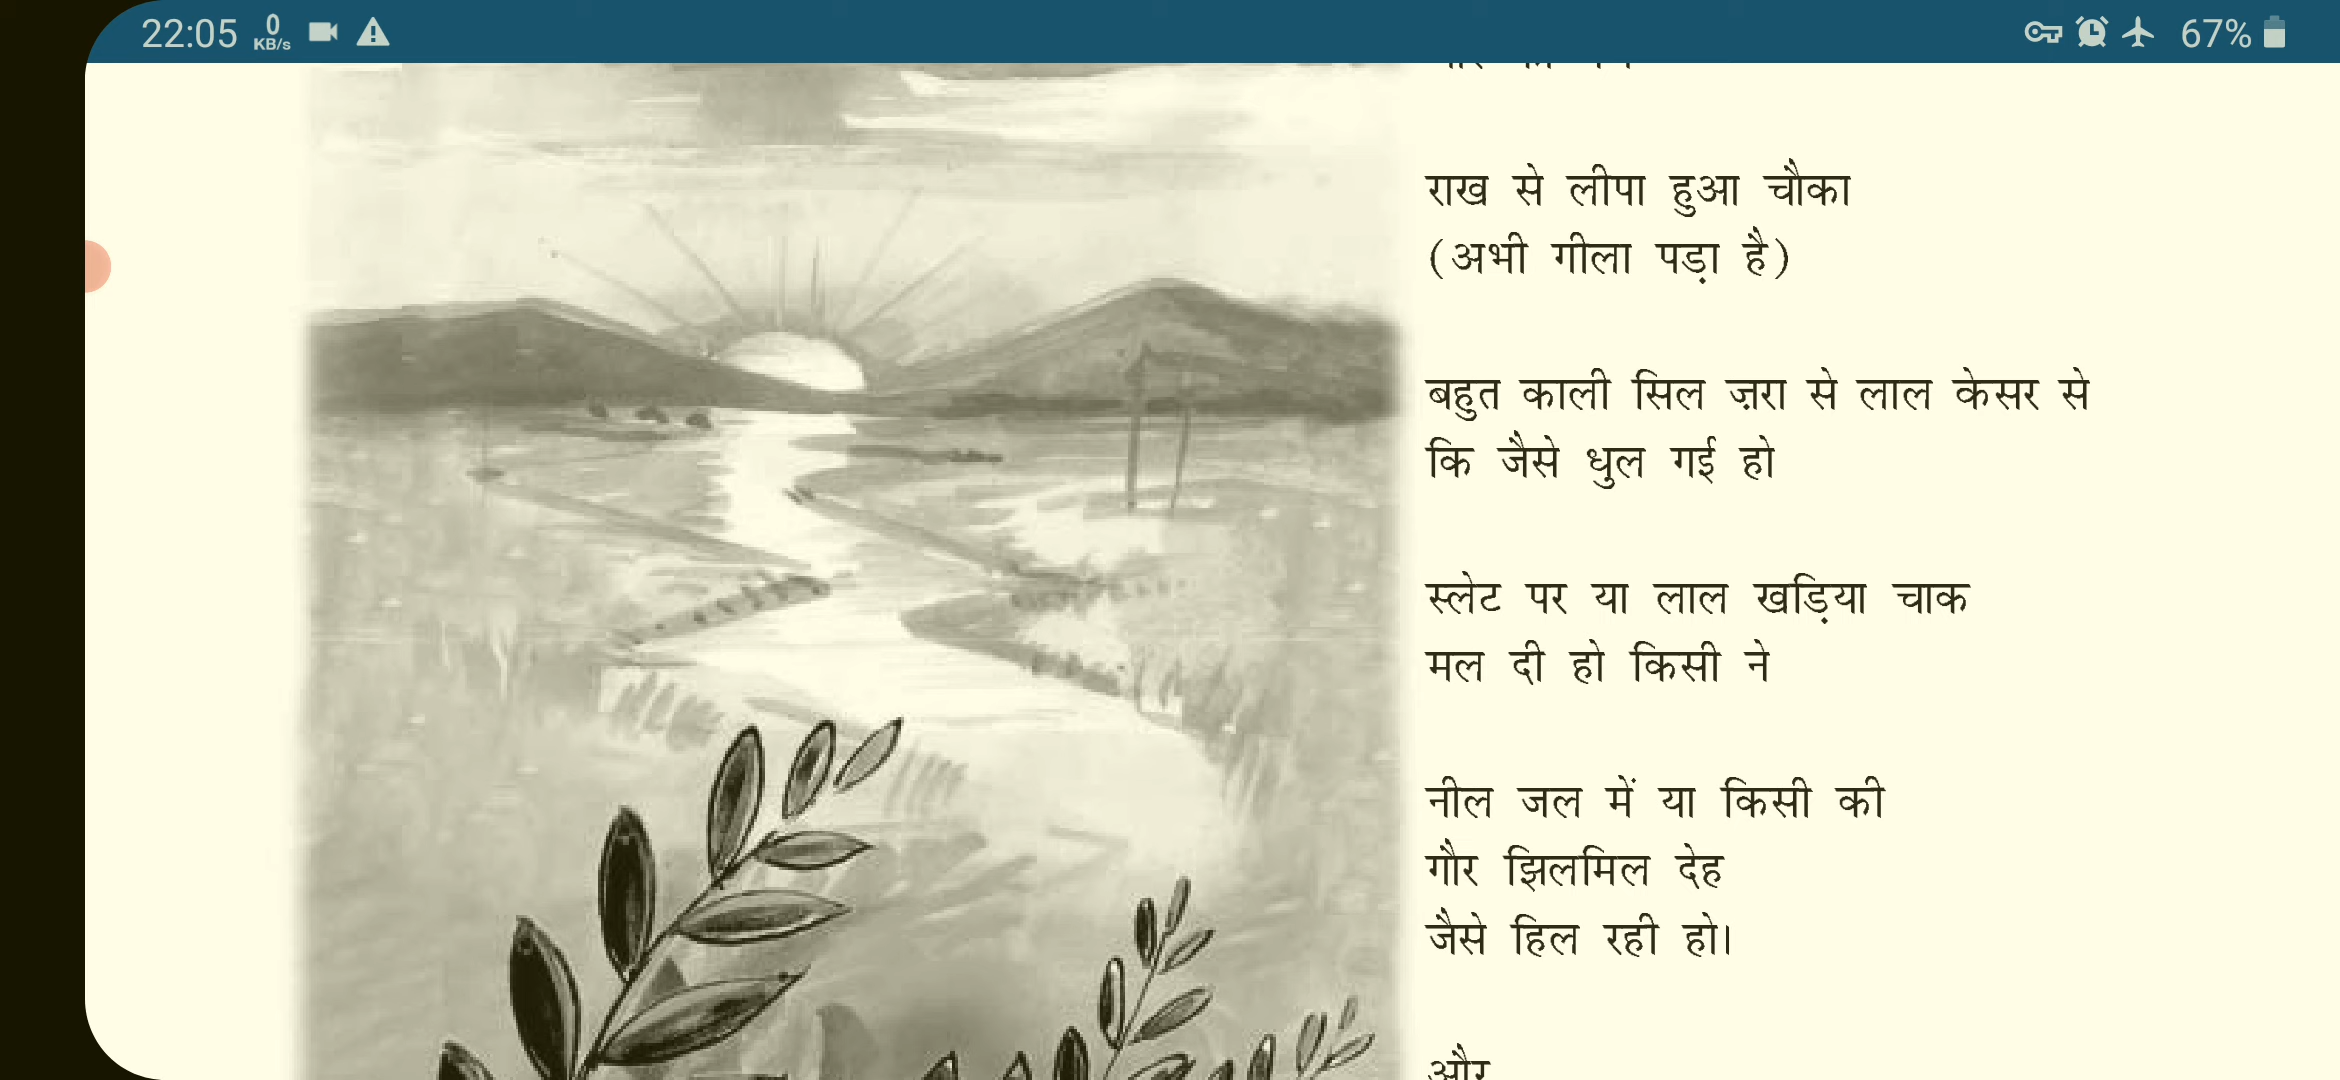 22:05 0 KB/s 67%
राख से लीपा हुआ चौका
(अभी गीला पड़ा है)
बहुत काली सिल ज़रा से लाल केसर से
कि जैसे धुल गई हो
स्लेट पर या लाल खड़िया चाक
मल दी हो किसी ने
नील जल में या किसी की
गौर झिलमिल देह
जैसे हिल रही हो।
और